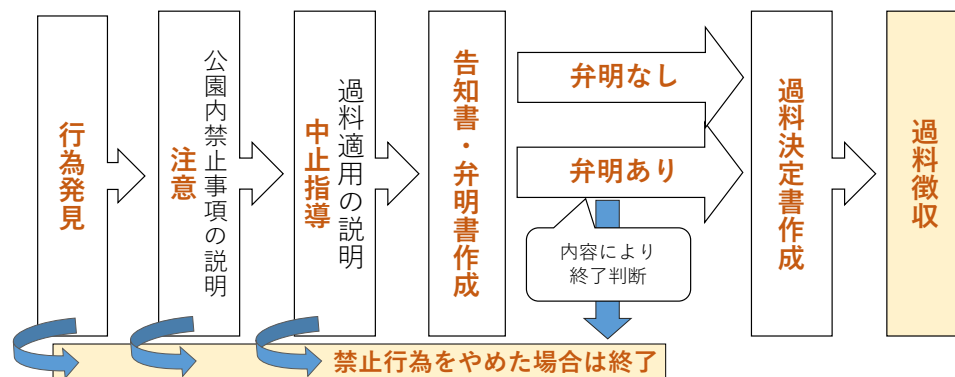 行為発見
公園内禁止事項の説明
注意
過料適用の説明
中止指導
告知書・弁明書作成
弁明なし
弁明あり
内容により
終了判断
過料決定書作成
過料徴収
禁止行為をやめた場合は終了